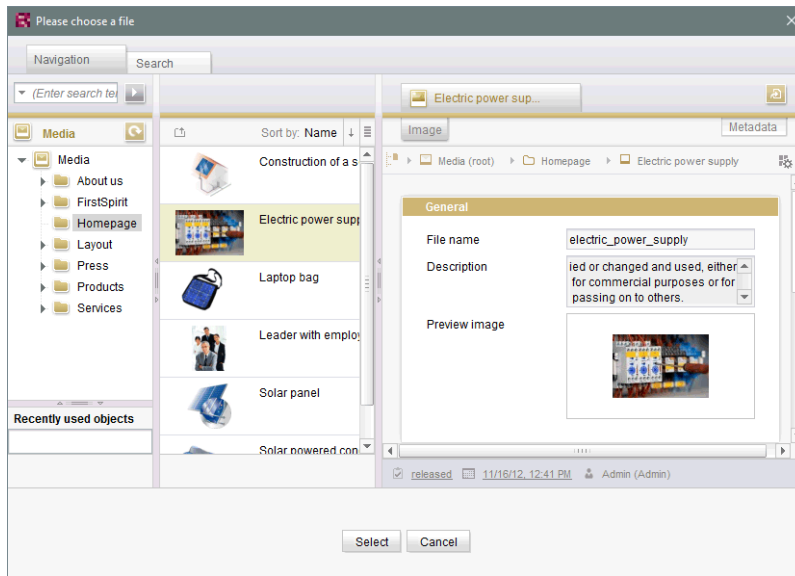 Please choose a file
Navigation
Search
(Enter search te
Media
Media
About us
FirstSpirit
Homepage
Layout
Press
Products
Services
Recently used objects
Sort by: Name
Construction of a s
Electric power supp
Laptop bag
Leader with employ
Solar panel
Solar powered con
Electric power sup...
Image
Metadata
Media (root)
Homepage
Electric power supply
General
File name
electric_power_supply
Description
ied or changed and used, either
for commercial purposes or for
passing on to others.
Preview image
released
11/16/12, 12:41 PM
Admin (Admin)
Select
Cancel